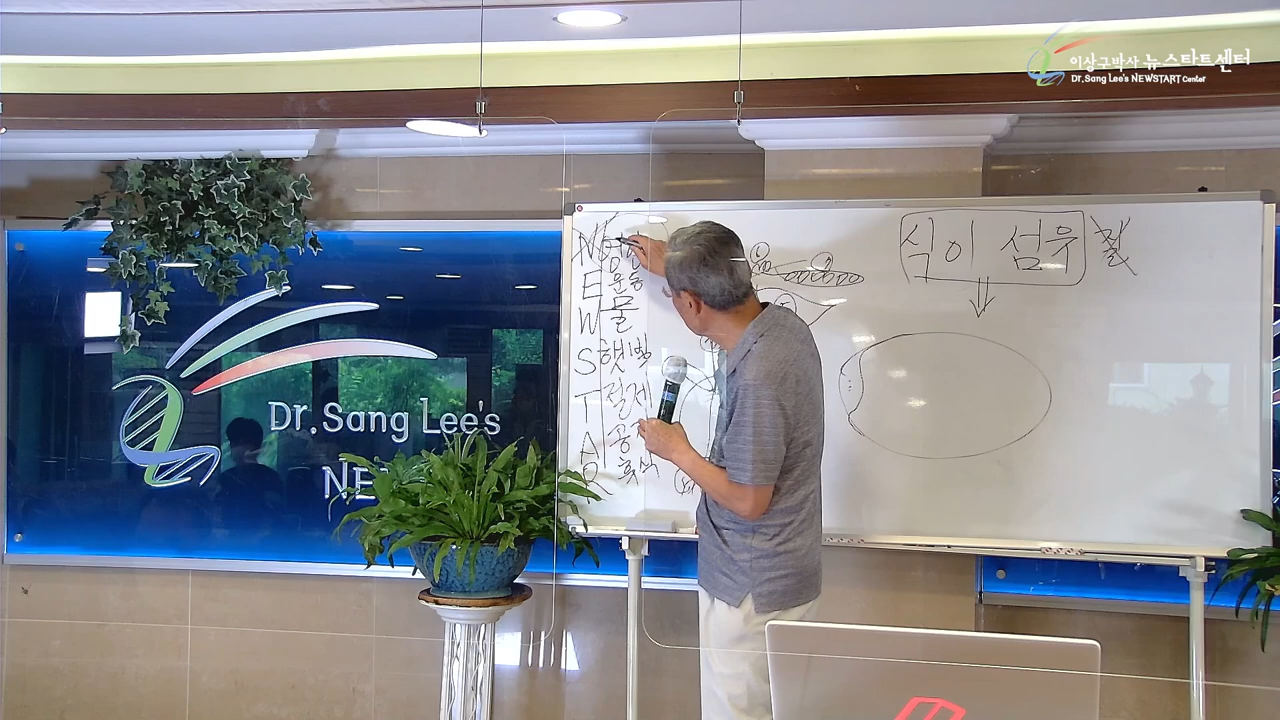 이상구박사 뉴스타트센터
Dr. Sang Lee's NEWSTART Center
식이 섬유
N
E 운동
W 물
S 햇빛
T 절제
A 공기
R 휴식
Dr.Sang Lee's